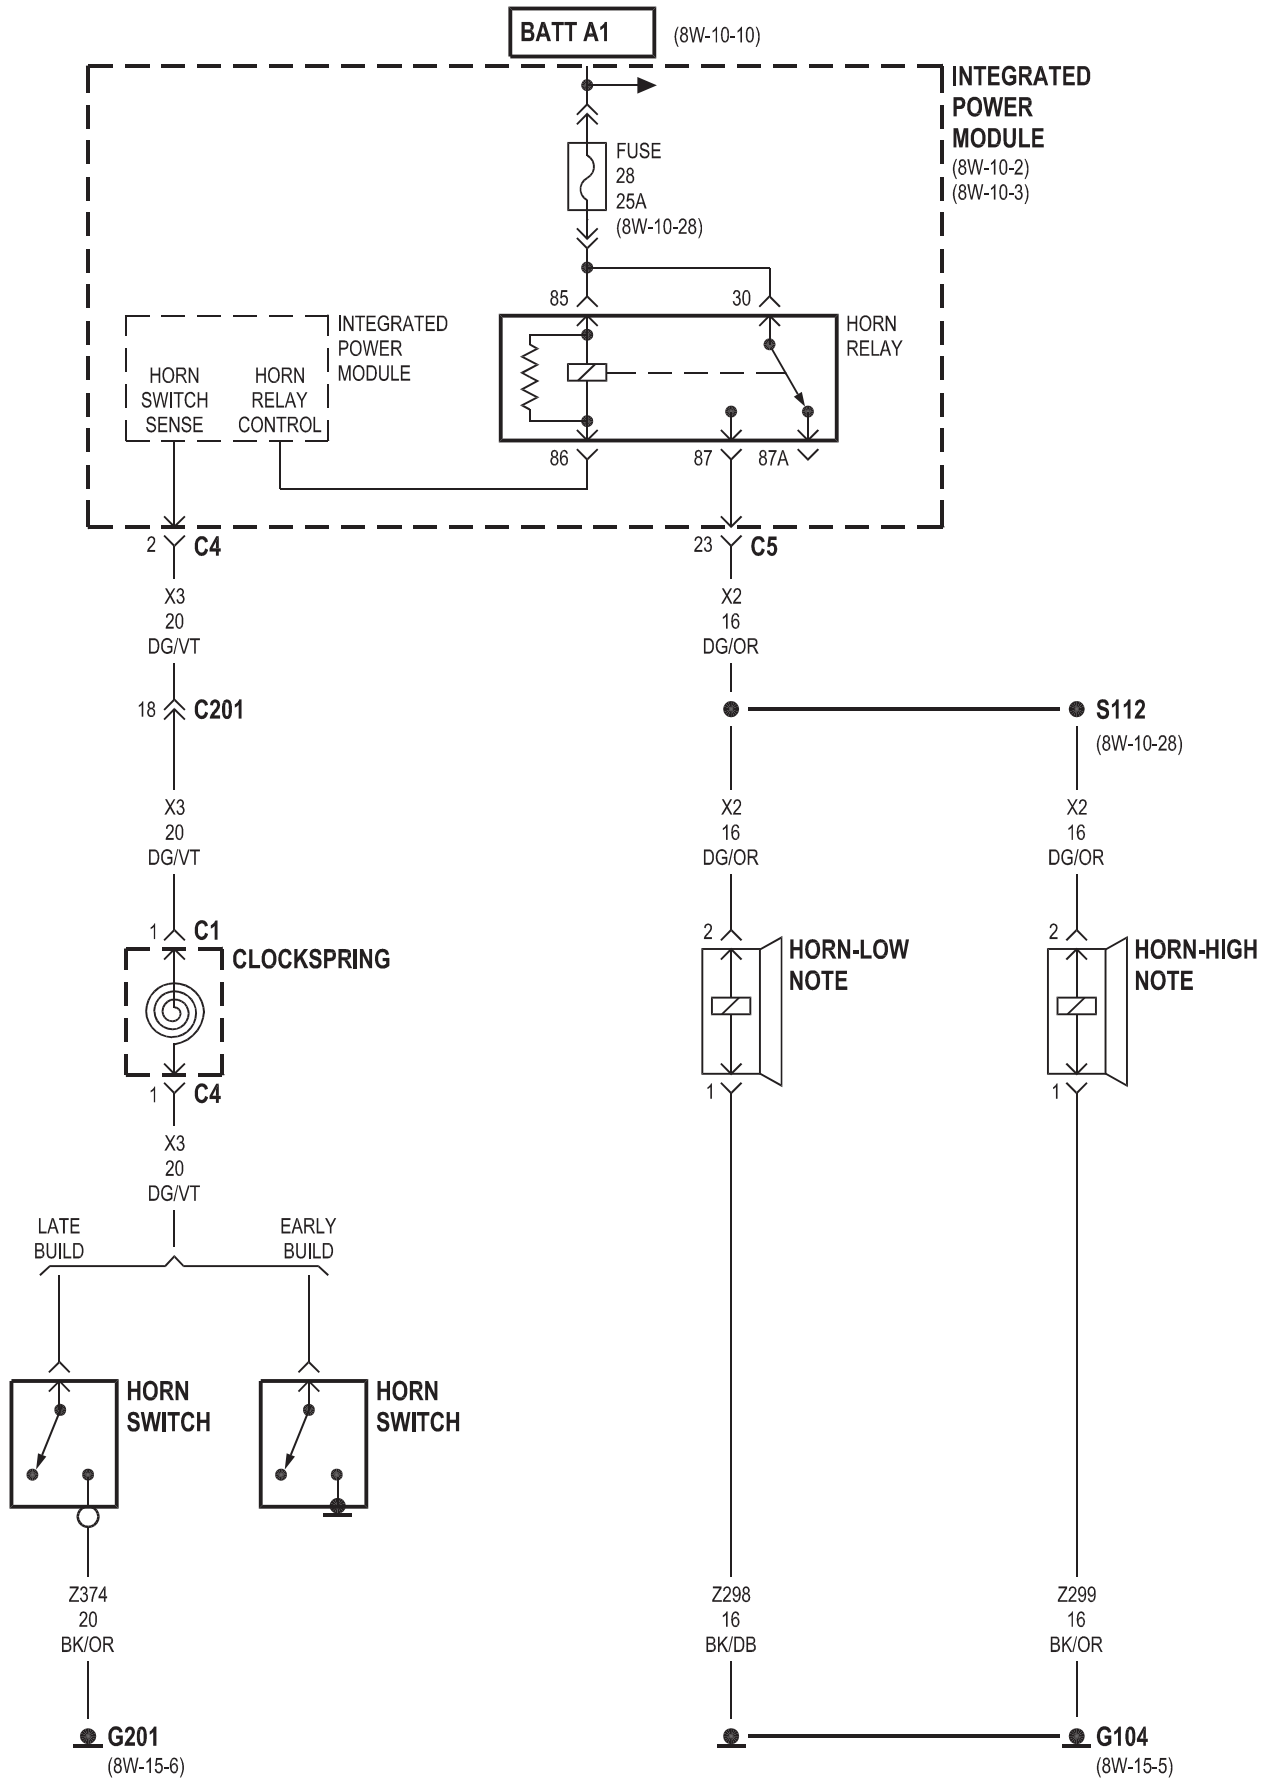 BATT A1
(8W-10-10)
INTEGRATED
POWER
MODULE
(8W-10-2)
(8W-10-3)
FUSE
28
25A
(8W-10-28)
85
30
INTEGRATED
POWER
MODULE
HORN
RELAY
HORN
SWITCH
SENSE
HORN
RELAY
CONTROL
86
87
87A
2
C4
23
C5
X3
20
DG/VT
X2
16
DG/OR
18
C201
S112
(8W-10-28)
X3
20
DG/VT
X2
16
DG/OR
X2
16
DG/OR
1
C1
CLOCKSPRING
2
HORN-LOW
NOTE
2
HORN-HIGH
NOTE
1
C4
1
1
X3
20
DG/VT
LATE
BUILD
EARLY
BUILD
HORN
SWITCH
HORN
SWITCH
Z374
20
BK/OR
Z298
16
BK/DB
Z299
16
BK/OR
G201
(8W-15-6)
G104
(8W-15-5)